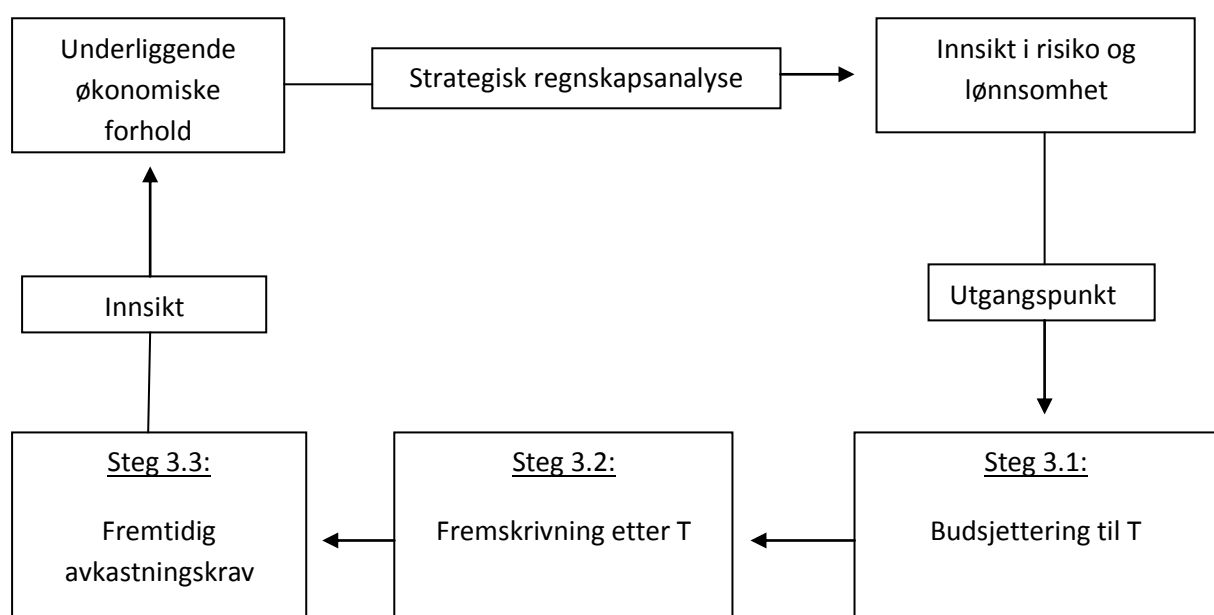 Underliggende
økonomiske
forhold
Strategisk regnskapsanalyse
Innsikt i risiko og
lønnsomhet
Innsikt
Utgangspunkt
Steg 3.3:
Fremtidig
avkastningskrav
Steg 3.2:
Fremskrivning etter T
Steg 3.1:
Budsjettering til T